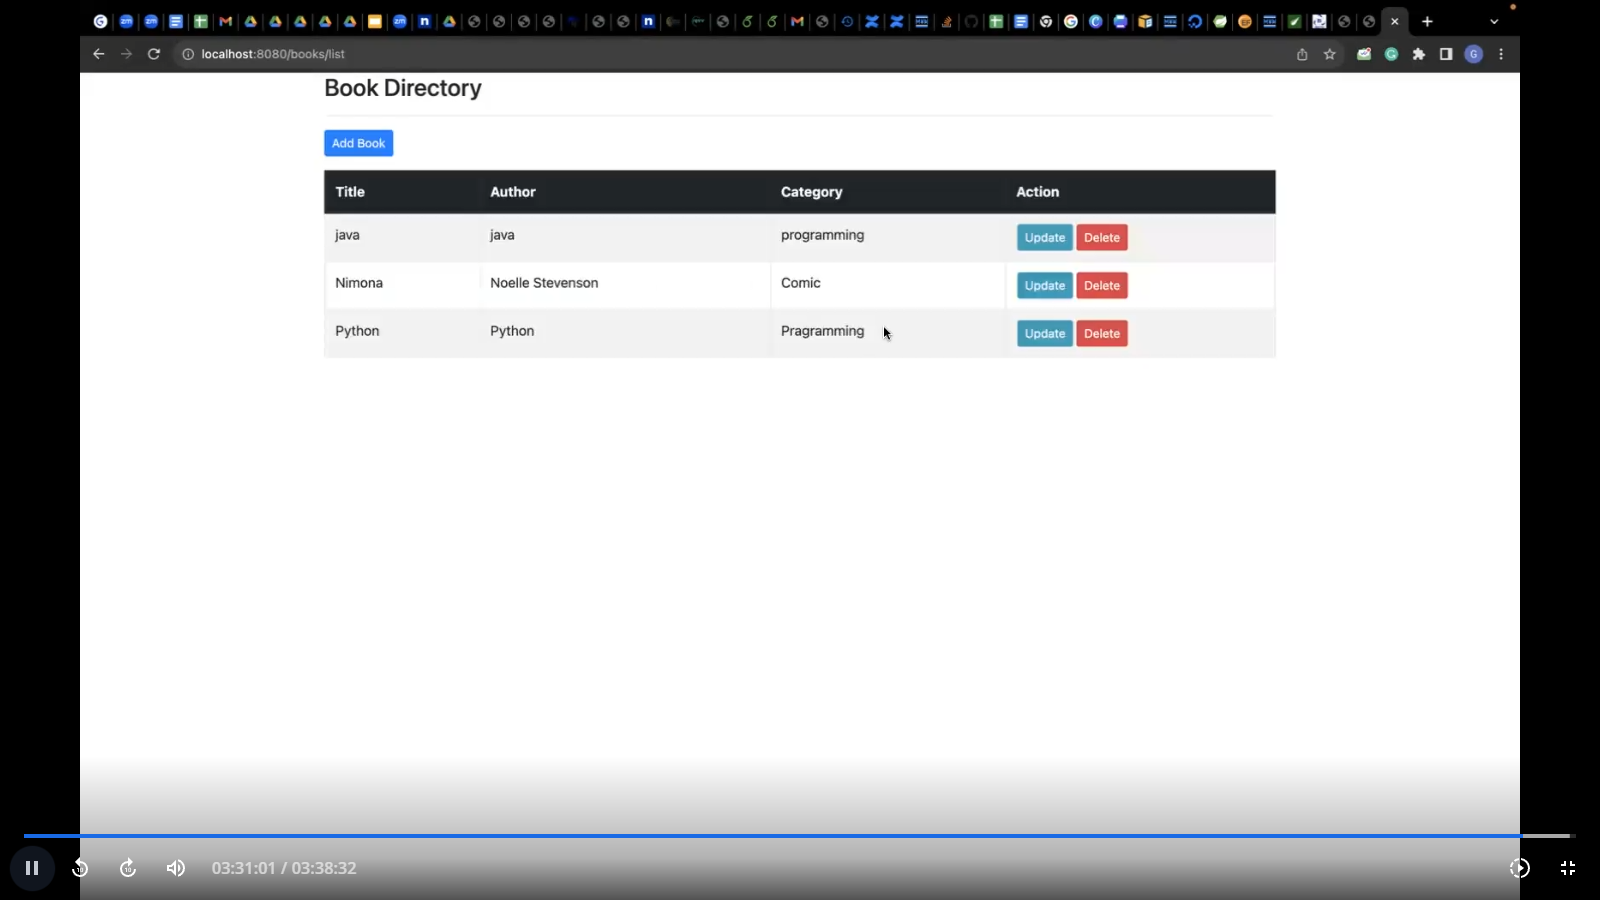 localhost:8080/books/list
Book Directory
Add Book
Title Author Category Action
java java programming Update Delete
Nimona Noelle Stevenson Comic Update Delete
Python Python Pragramming Update Delete
03:31:01 / 03:38:32